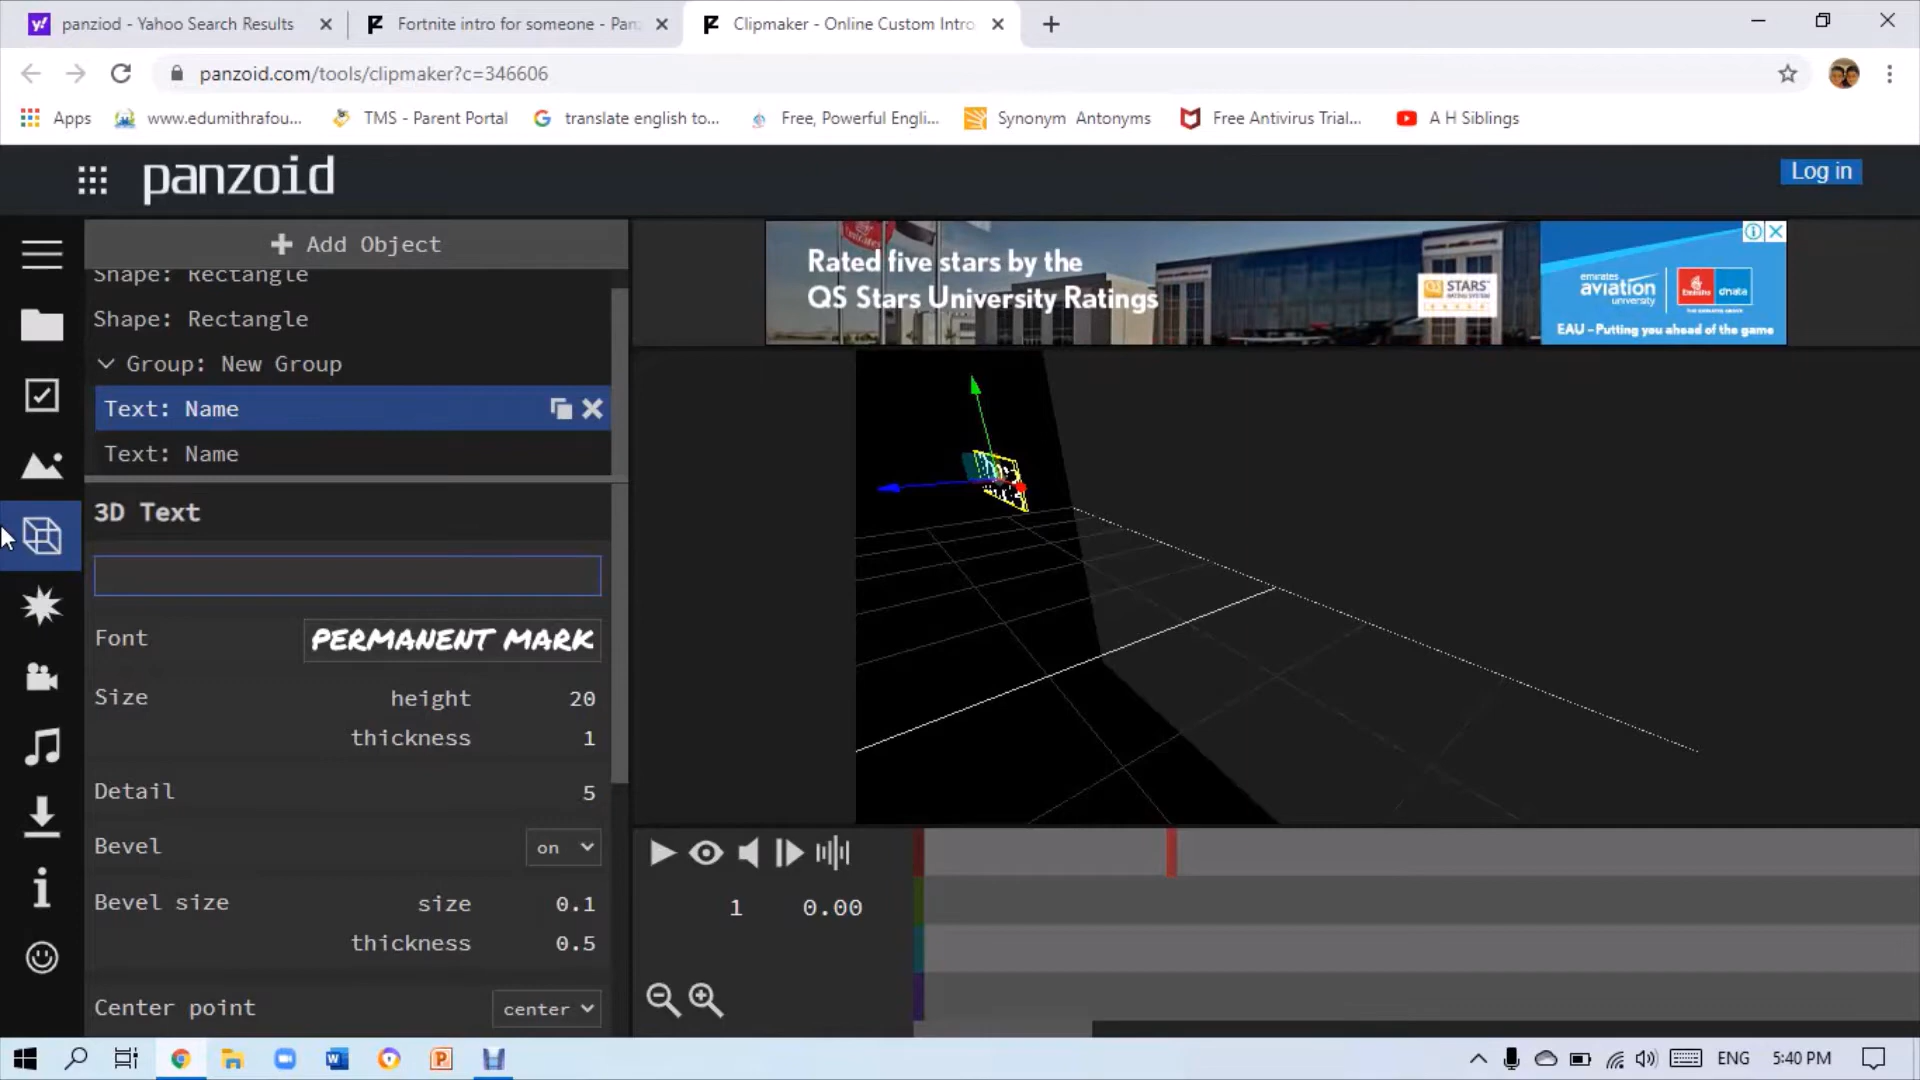 panziod - Yahoo Search Results
Fortnite intro for someone - Pan
Clipmaker - Online Custom Intro
panzoid.com/tools/clipmaker?c=346606
Apps
www.edumithrafou...
TMS - Parent Portal
translate english to...
Free, Powerful Engli...
Synonym Antonyms
Free Antivirus Trial...
A H Siblings
panzoid
Log in
Add Object
Shape: Rectangle
Shape: Rectangle
Group: New Group
Text: Name
Text: Name
3D Text
Font PERMANENT MARK
Size height 20
thickness 1
Detail 5
Bevel on
Bevel size size 0.1
thickness 0.5
Center point center
Rated five stars by the
QS Stars University Ratings
QS STARS
emirates
aviation
university
Emirates
dnata
EAU – Putting you ahead of the game
1 0.00
ENG
5:40 PM